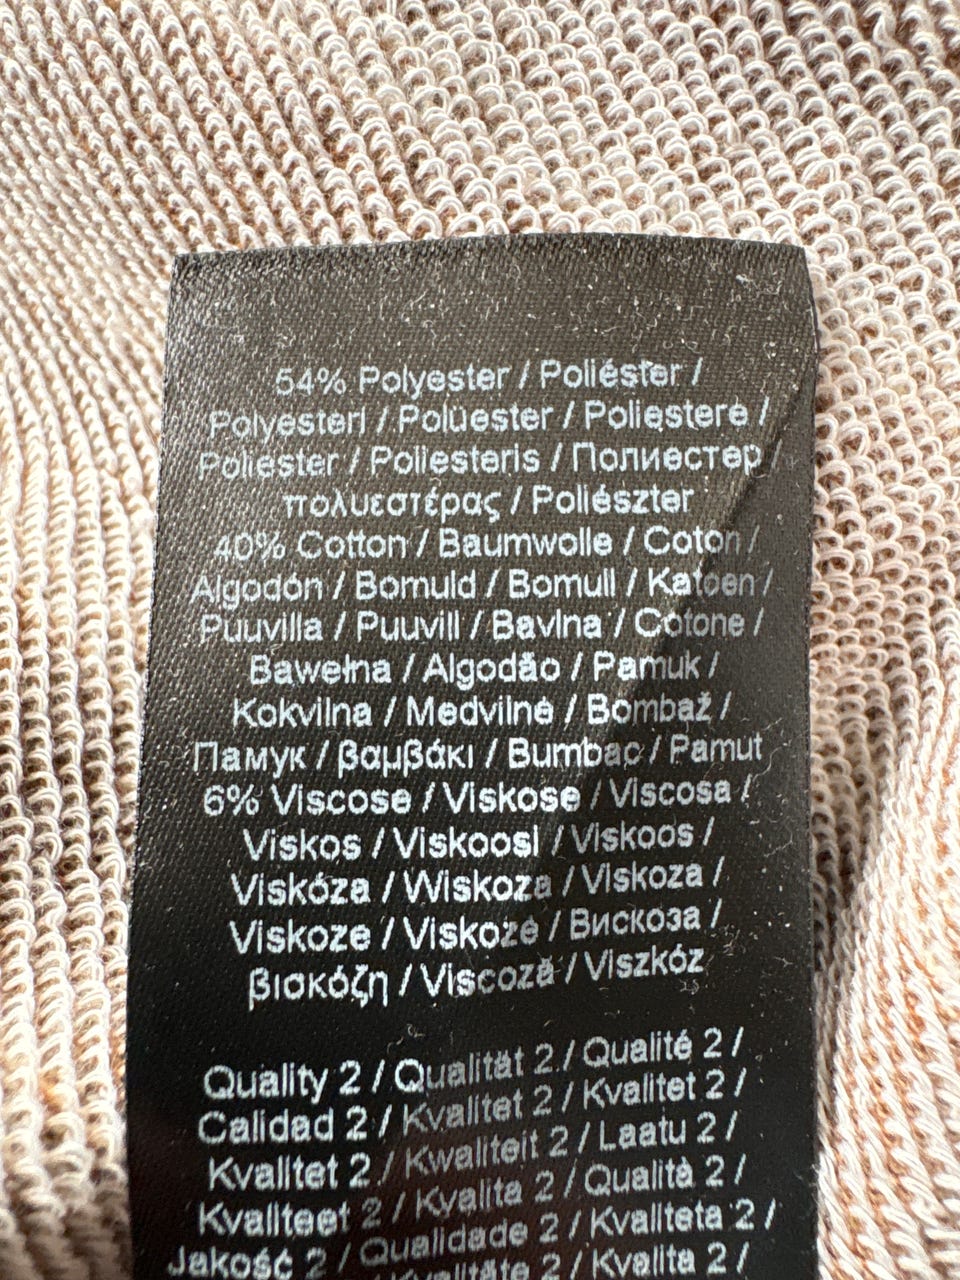 54% Polyester / Poliéster /
Polyesteri / Polüester / Poliestere /
Poliester / Poliesteris / Полиестер /
πολυεστέρας / Poliészter
40% Cotton / Baumwolle / Coton /
Algodón / Bomuld / Bomull / Katoen /
Puuvilla / Puuvill / Bavlna / Cotone /
Bawełna / Algodão / Pamuk /
Kokvilna / Medvilnė / Bombaž /
Памук / βαμβάκι / Bumbac / Pamut
6% Viscose / Viskose / Viscosa /
Viskos / Viskoosi / Viskoos /
Viskóza / Wiskoza / Viskoza /
Viskoze / Viskozė / Вискоза /
βισκόζη / Viscoză / Viszkóz
Quality 2 / Qualität 2 / Qualité 2 /
Calidad 2 / Kvalitet 2 / Kvalitet 2 /
Kvalitet 2 / Kwaliteit 2 / Laatu 2 /
Kvaliteet 2 / Kvalita 2 / Qualità 2 /
Jakość 2 / Qualidade 2 / Kvaliteta 2 /
Kvalitāte 2 / Kvalita 2 /